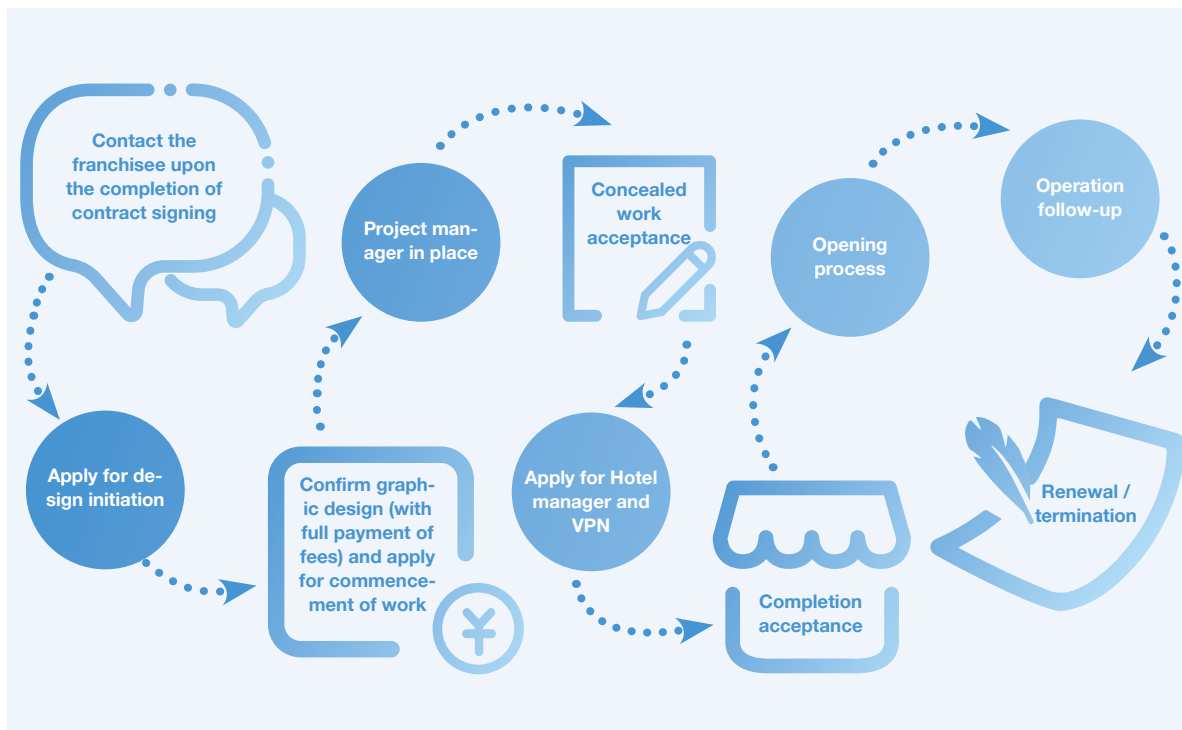 Contact the
franchisee upon
the completion of
contract signing
Apply for de-
sign initiation
Confirm graph-
ic design (with
full payment of
fees) and apply
for commence-
ment of work
¥
Project man-
ager in place
Concealed
work
acceptance
Apply for Hotel
manager and
VPN
Completion
acceptance
Opening
process
Operation
follow-up
Renewal /
termination